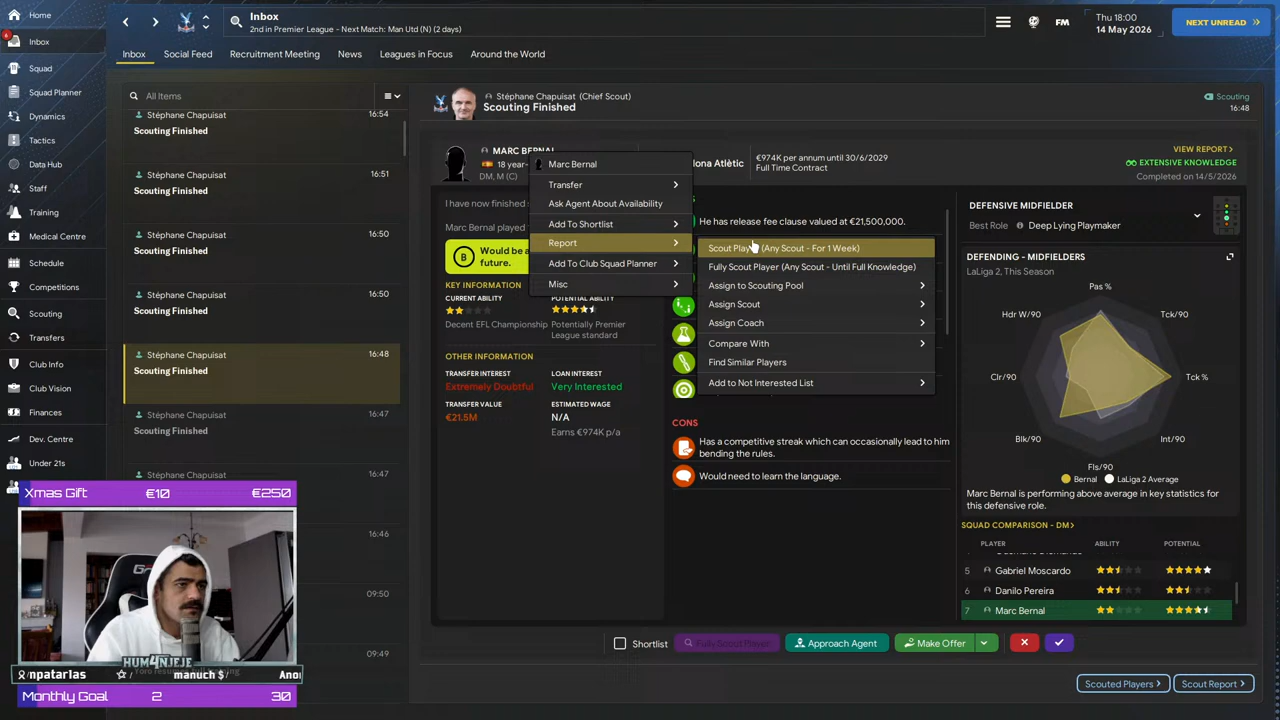 Home
6
Inbox
Squad
Squad Planner
Dynamics
Tactics
Data Hub
Staff
Training
Medical Centre
Schedule
Competitions
Scouting
Transfers
Club Info
Club Vision
Finances
Dev. Centre
Under 21s
Inbox
2nd in Premier League - Next Match: Man Utd (N) (2 days)
FM
Thu 18:00
14 May 2026
NEXT UNREAD
Inbox
Social Feed
Recruitment Meeting
News
Leagues in Focus
Around the World
All Items
Stéphane Chapuisat
16:54
Scouting Finished
Stéphane Chapuisat
16:51
Scouting Finished
Stéphane Chapuisat
16:50
Scouting Finished
Stéphane Chapuisat
16:50
Scouting Finished
Stéphane Chapuisat
16:48
Scouting Finished
Stéphane Chapuisat
16:47
Scouting Finished
Stéphane Chapuisat
16:47
16:46
09:50
09:49
Stéphane Chapuisat (Chief Scout)
Scouting Finished
Scouting
16:48
MARC BERNAL
18 year-
DM, M (C)
lona Atlètic
€974K per annum until 30/6/2029
Full Time Contract
VIEW REPORT
EXTENSIVE KNOWLEDGE
Completed on 14/5/2026
I have now finished s
Marc Bernal played
B
Would be a
future.
KEY INFORMATION
CURRENT ABILITY
Decent EFL Championship
POTENTIAL ABILITY
Potentially Premier
League standard
OTHER INFORMATION
TRANSFER INTEREST
Extremely Doubtful
LOAN INTEREST
Very Interested
TRANSFER VALUE
€21.5M
ESTIMATED WAGE
N/A
Earns €974K p/a
Marc Bernal
Transfer
Ask Agent About Availability
Add To Shortlist
Report
Add To Club Squad Planner
Misc
He has release fee clause valued at €21,500,000.
Scout Player (Any Scout - For 1 Week)
Fully Scout Player (Any Scout - Until Full Knowledge)
Assign to Scouting Pool
Assign Scout
Assign Coach
Compare With
Find Similar Players
Add to Not Interested List
CONS
Has a competitive streak which can occasionally lead to him
bending the rules.
Would need to learn the language.
DEFENSIVE MIDFIELDER
Best Role
Deep Lying Playmaker
DEFENDING - MIDFIELDERS
LaLiga 2, This Season
Pas %
Hdr W/90
Tck/90
Clr/90
Tck %
Blk/90
Int/90
Fls/90
Bernal
LaLiga 2 Average
Marc Bernal is performing above average in key statistics for
this defensive role.
SQUAD COMPARISON - DM
PLAYER
ABILITY
POTENTIAL
5 Gabriel Moscardo
6 Danilo Pereira
7 Marc Bernal
Shortlist
Fully Scout Player
Approach Agent
Make Offer
Scouted Players
Scout Report
Xmas Gift
€10
€250
HUM4NJEJE
mpatarlas
manuch $
Ano
Monthly Goal
2
30